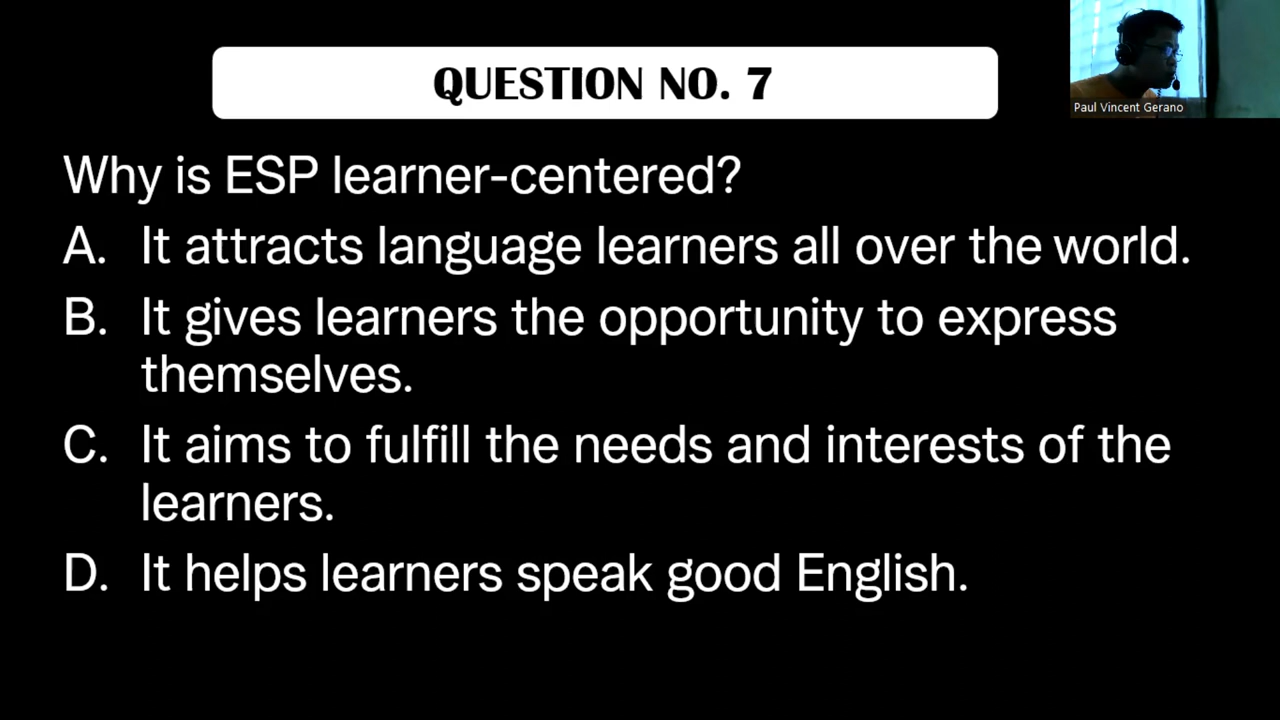 QUESTION NO. 7
Paul Vincent Gerano
Why is ESP learner-centered?
A. It attracts language learners all over the world.
B. It gives learners the opportunity to express
themselves.
C. It aims to fulfill the needs and interests of the
learners.
D. It helps learners speak good English.